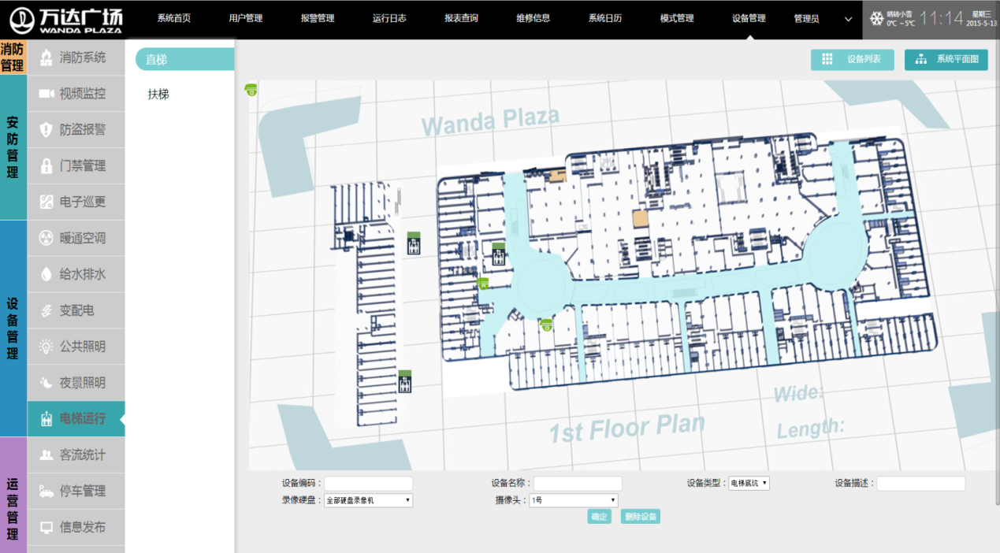 万达广场
WANDA PLAZA
系统首页
用户管理
报警管理
运行日志
报表查询
维修信息
系统日历
模式管理
设备管理
管理员
晴转小雪
0℃ ~ 5℃
11:14
星期三
2015-5-13
消防管理
安防管理
设备管理
运营管理
消防系统
视频监控
防盗报警
门禁管理
电子巡更
暖通空调
给水排水
变配电
公共照明
夜景照明
电梯运行
客流统计
停车管理
信息发布
直梯
扶梯
设备列表
系统平面图
Wanda Plaza
1st Floor Plan
Wide:
Length:
设备编码：
设备名称：
设备类型： 电梯底坑
设备描述：
录像硬盘： 全部硬盘录像机
摄像头： 1号
确定
删除设备